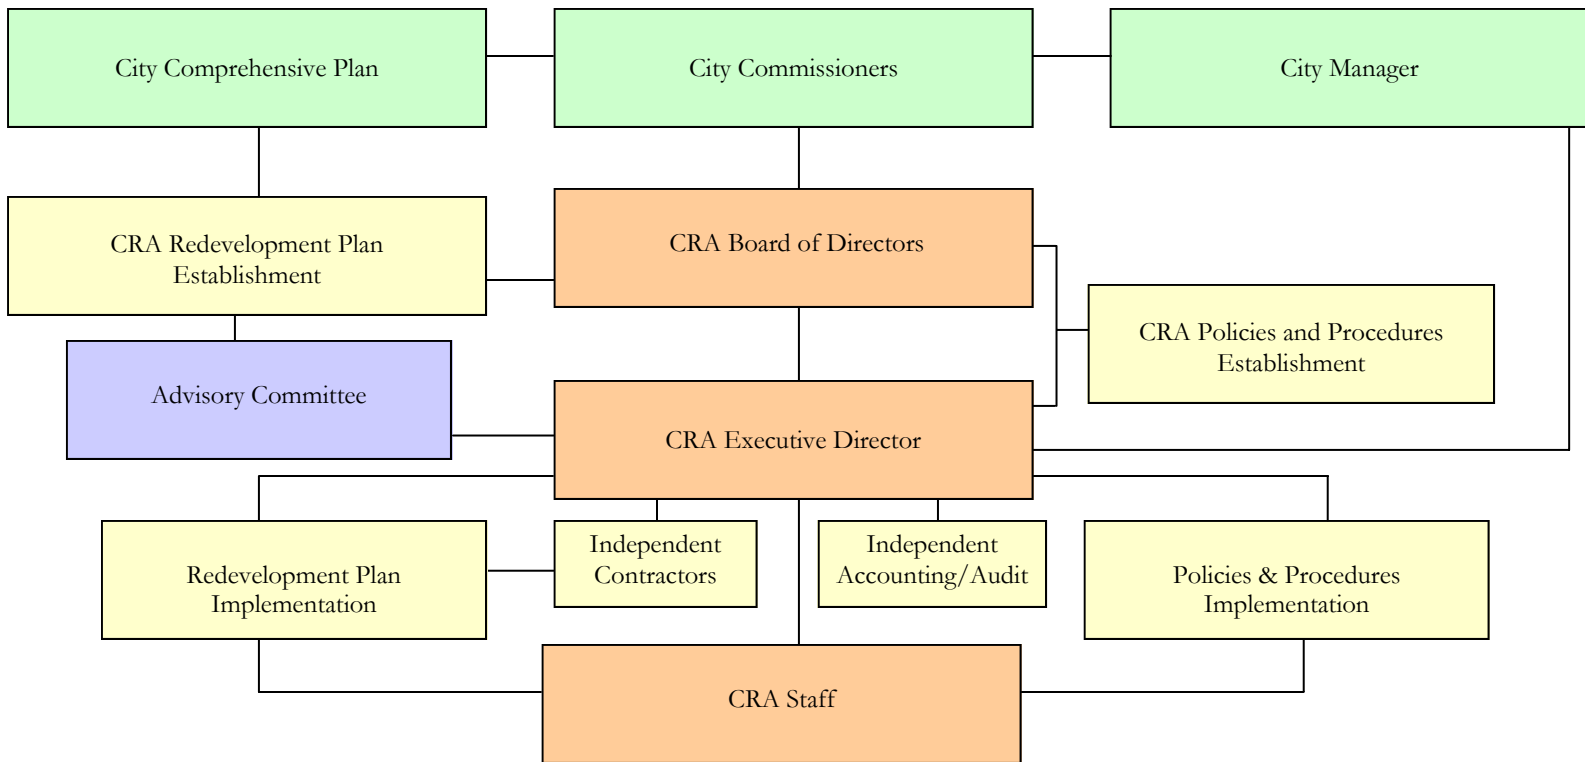 City Comprehensive Plan
City Commissioners
City Manager
CRA Redevelopment Plan
Establishment
CRA Board of Directors
CRA Policies and Procedures
Establishment
Advisory Committee
CRA Executive Director
Redevelopment Plan
Implementation
Independent
Contractors
Independent
Accounting/Audit
Policies & Procedures
Implementation
CRA Staff